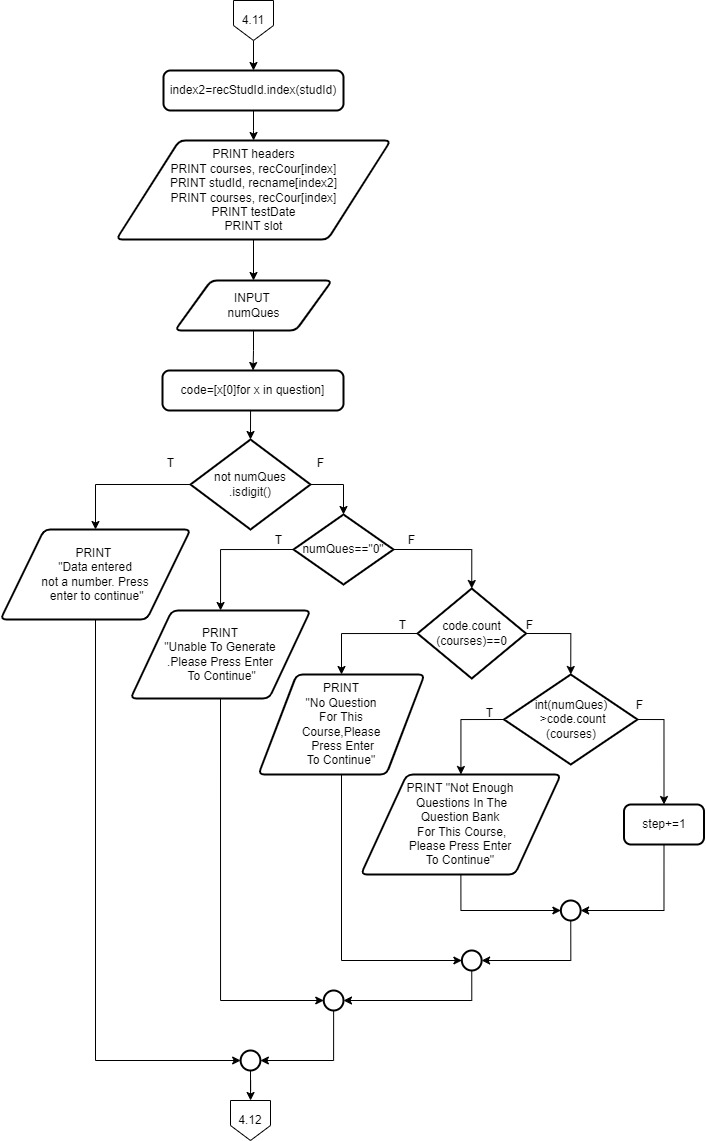 4.11
index2=recStudId.index(studId)
PRINT headers
PRINT courses, recCour[index]
PRINT studId, recname[index2]
PRINT courses, recCour[index]
PRINT testDate
PRINT slot
INPUT
numQues
code=[x[0]for x in question]
T
F
not numQues
.isdigit()
PRINT
"Data entered
not a number. Press
enter to continue"
T
F
numQues=="0"
PRINT
"Unable To Generate
.Please Press Enter
To Continue"
T
F
code.count
(courses)==0
PRINT
"No Question
For This
Course,Please
Press Enter
To Continue"
T
F
int(numQues)
>code.count
(courses)
PRINT "Not Enough
Questions In The
Question Bank
For This Course,
Please Press Enter
To Continue"
step+=1
4.12